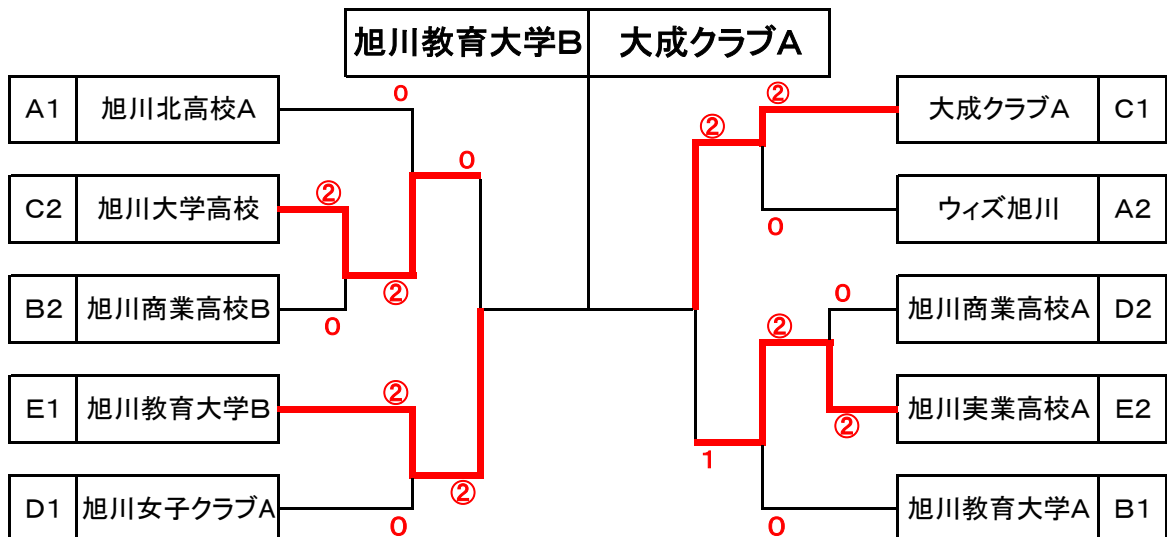 旭川教育大学B 大成クラブA
0 ②
A1 旭川北高校A 大成クラブA C1
②
0
②
C2 旭川大学高校 ウィズ旭川 A2
0
② 0
B2 旭川商業高校B 旭川商業高校A D2
0 ②
②
E1 旭川教育大学B 旭川実業高校A E2
②
1
②
D1 旭川女子クラブA 旭川教育大学A B1
0 0